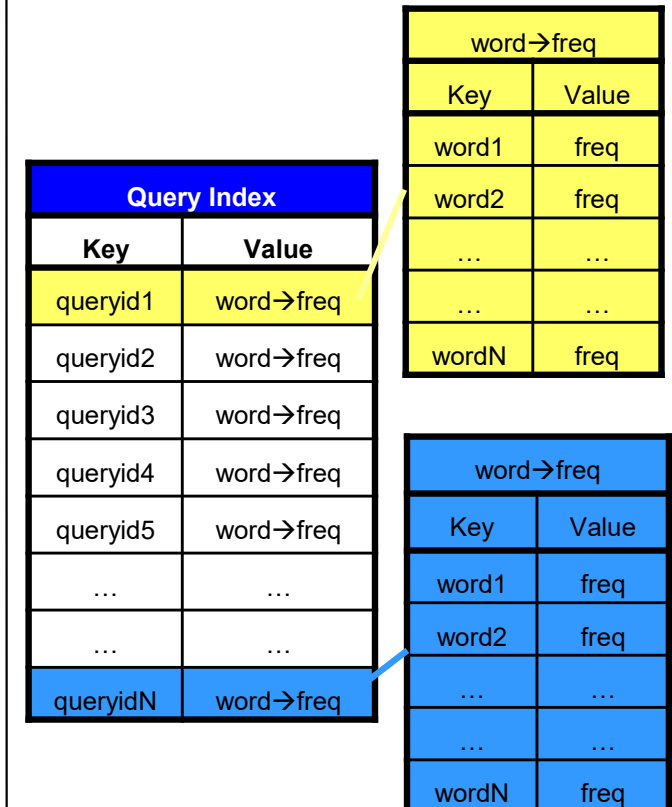 word→freq
Key Value
word1 freq
word2 freq
… …
… …
wordN freq
Query Index
Key Value
queryid1 word→freq
queryid2 word→freq
queryid3 word→freq
queryid4 word→freq
queryid5 word→freq
… …
… …
queryidN word→freq
word→freq
Key Value
word1 freq
word2 freq
… …
… …
wordN freq